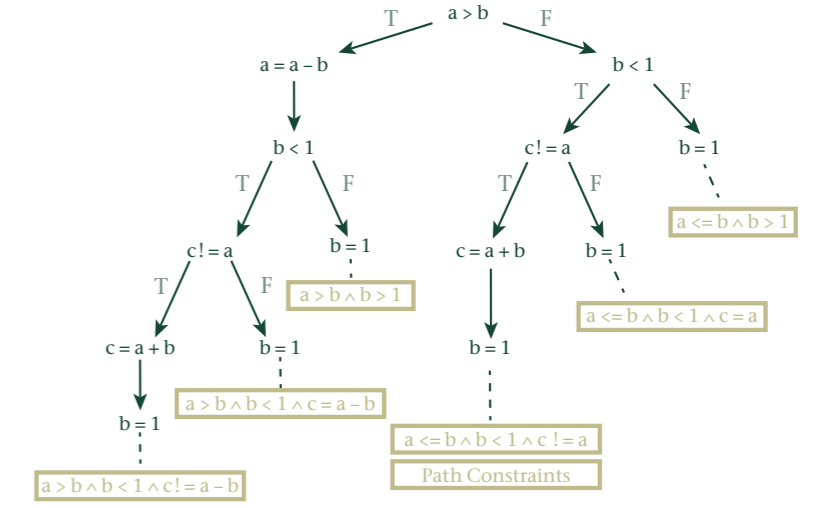 a > b
T
F
a = a – b
b < 1
T
F
b < 1
c! = a
b = 1
T
F
T
F
a <= b ∧ b > 1
c! = a
b = 1
c = a + b
b = 1
T
F
a > b ∧ b > 1
a <= b ∧ b < 1 ∧ c = a
c = a + b
b = 1
b = 1
a > b ∧ b < 1 ∧ c = a – b
b = 1
a <= b ∧ b < 1 ∧ c != a
Path Constraints
a > b ∧ b < 1 ∧ c! = a – b